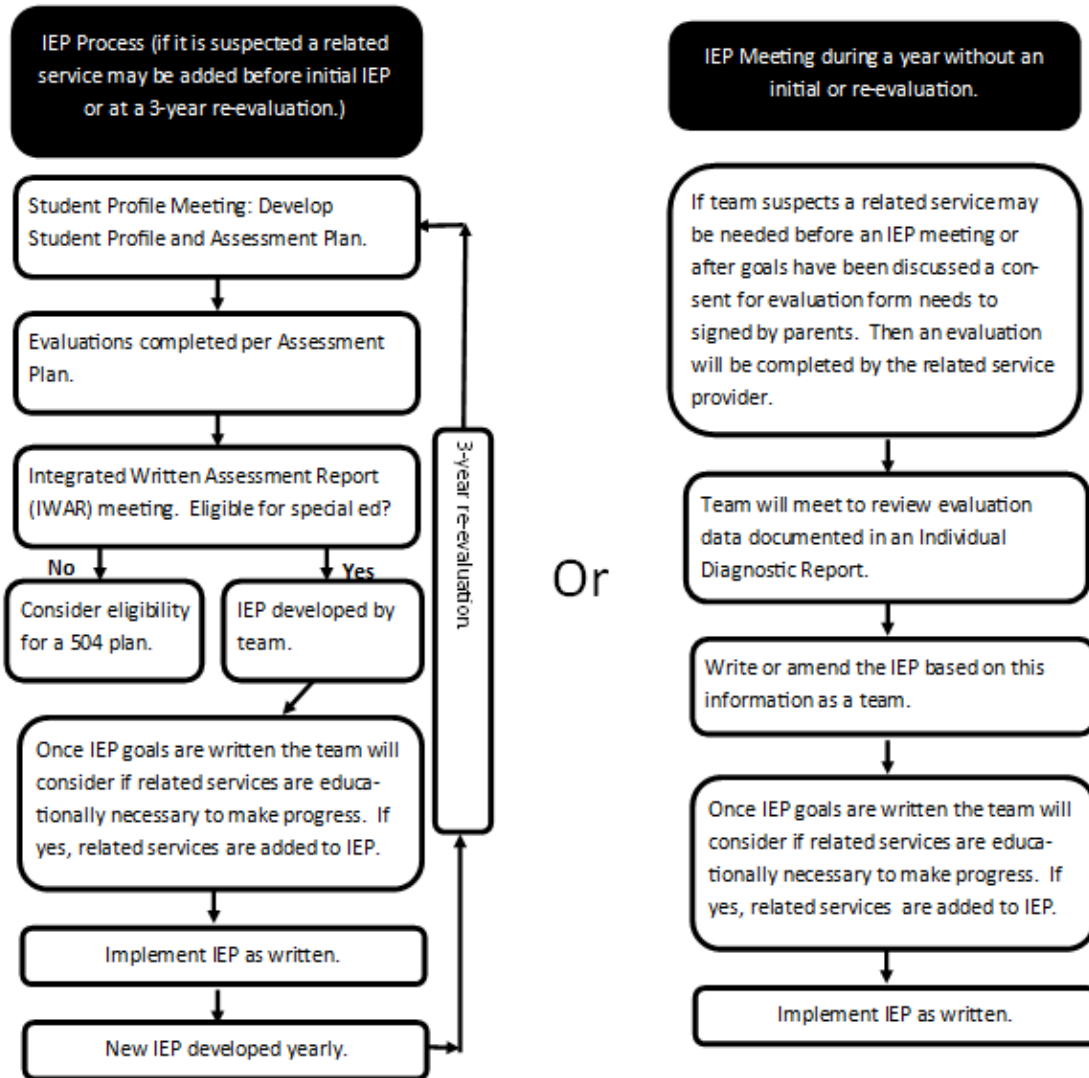 IEP Process (if it is suspected a related
service may be added before initial IEP
or at a 3-year re-evaluation.)
Student Profile Meeting: Develop
Student Profile and Assessment Plan.
Evaluations completed per Assessment
Plan.
Integrated Written Assessment Report
(IWAR) meeting.  Eligible for special ed?
No
Yes
Consider eligibility
for a 504 plan.
IEP developed by
team.
Once IEP goals are written the team will
consider if related services are educa-
tionally necessary to make progress.  If
yes, related services are added to IEP.
Implement IEP as written.
New IEP developed yearly.
3-year re-evaluation
Or
IEP Meeting during a year without an
initial or re-evaluation.
If team suspects a related service may
be needed before an IEP meeting or
after goals have been discussed a con-
sent for evaluation form needs to
signed by parents.  Then an evaluation
will be completed by the related service
provider.
Team will meet to review evaluation
data documented in an Individual
Diagnostic Report.
Write or amend the IEP based on this
information as a team.
Once IEP goals are written the team will
consider if related services are educa-
tionally necessary to make progress.  If
yes, related services  are added to IEP.
Implement IEP as written.